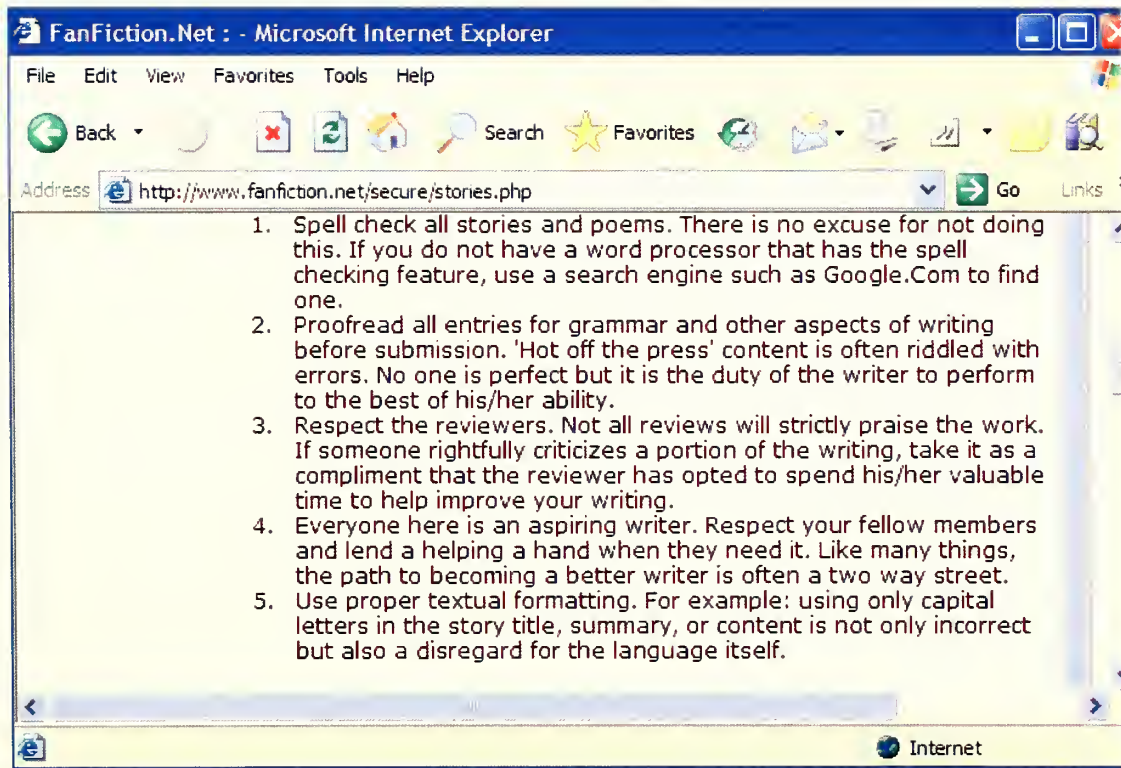 FanFiction.Net : - Microsoft Internet Explorer
File Edit View Favorites Tools Help
Back Search Favorites
Address http://www.fanfiction.net/secure/stories.php Go Links
1. Spell check all stories and poems. There is no excuse for not doing
this. If you do not have a word processor that has the spell
checking feature, use a search engine such as Google.Com to find
one.
2. Proofread all entries for grammar and other aspects of writing
before submission. 'Hot off the press' content is often riddled with
errors. No one is perfect but it is the duty of the writer to perform
to the best of his/her ability.
3. Respect the reviewers. Not all reviews will strictly praise the work.
If someone rightfully criticizes a portion of the writing, take it as a
compliment that the reviewer has opted to spend his/her valuable
time to help improve your writing.
4. Everyone here is an aspiring writer. Respect your fellow members
and lend a helping a hand when they need it. Like many things,
the path to becoming a better writer is often a two way street.
5. Use proper textual formatting. For example: using only capital
letters in the story title, summary, or content is not only incorrect
but also a disregard for the language itself.
Internet